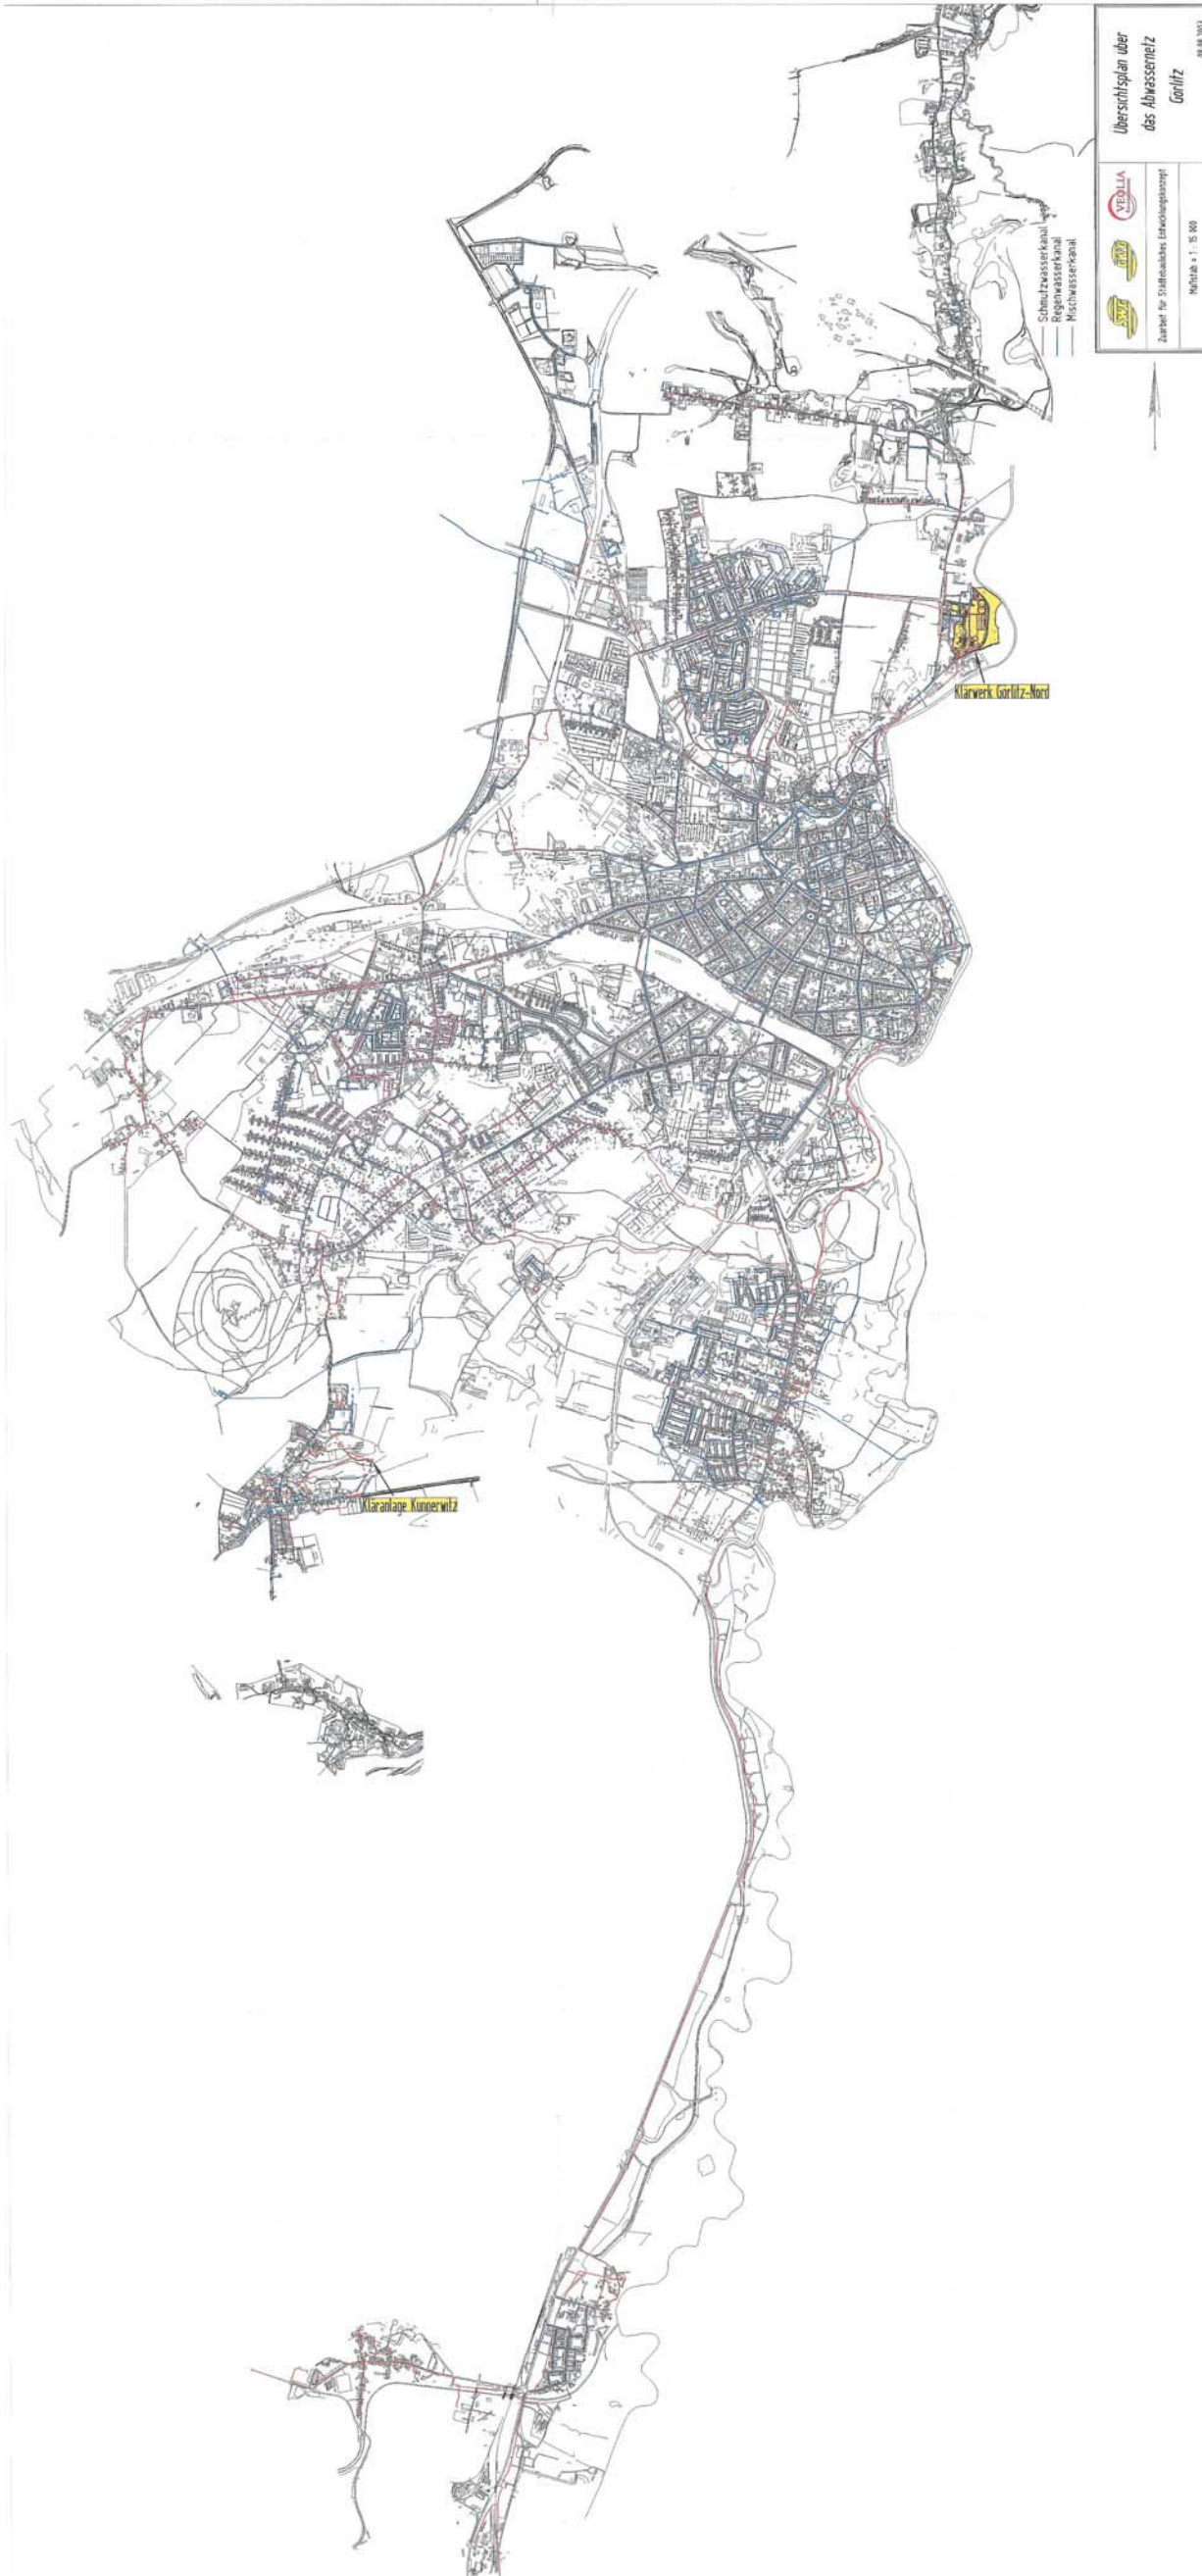 Übersichtsplan über
das Abwassernetz
Görlitz
SWG
VEOLIA
Zuarbeit für Städtebauliches Entwicklungskonzept
Maßstab = 1 : 15 000
Schmutzwasserkanal
Regenwasserkanal
Mischwasserkanal
Klärwerk Görlitz-Nord
Kläranlage Kunnerwitz